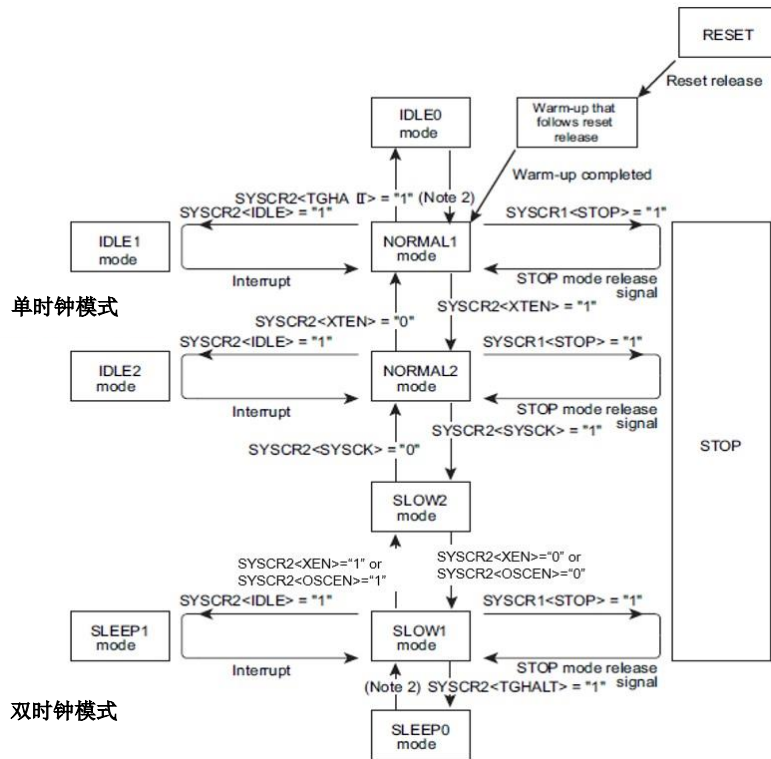 RESET
Reset release
IDLE0
mode
Warm-up that
follows reset
release
Warm-up completed
SYSCR2<TGHALT> = "1"
(Note 2)
SYSCR2<IDLE> = "1"
SYSCR1<STOP> = "1"
IDLE1
mode
NORMAL1
mode
Interrupt
STOP mode release
signal
单时钟模式
SYSCR2<XTEN> = "0"
SYSCR2<XTEN> = "1"
SYSCR2<IDLE> = "1"
SYSCR1<STOP> = "1"
IDLE2
mode
NORMAL2
mode
Interrupt
STOP mode release
signal
SYSCR2<SYSCK> = "0"
SYSCR2<SYSCK> = "1"
STOP
SLOW2
mode
SYSCR2<XEN>="1" or
SYSCR2<OSCEN>="1"
SYSCR2<XEN>="0" or
SYSCR2<OSCEN>="0"
SYSCR2<IDLE> = "1"
SYSCR1<STOP> = "1"
SLEEP1
mode
SLOW1
mode
Interrupt
STOP mode release
signal
(Note 2)
SYSCR2<TGHALT> = "1"
双时钟模式
SLEEP0
mode